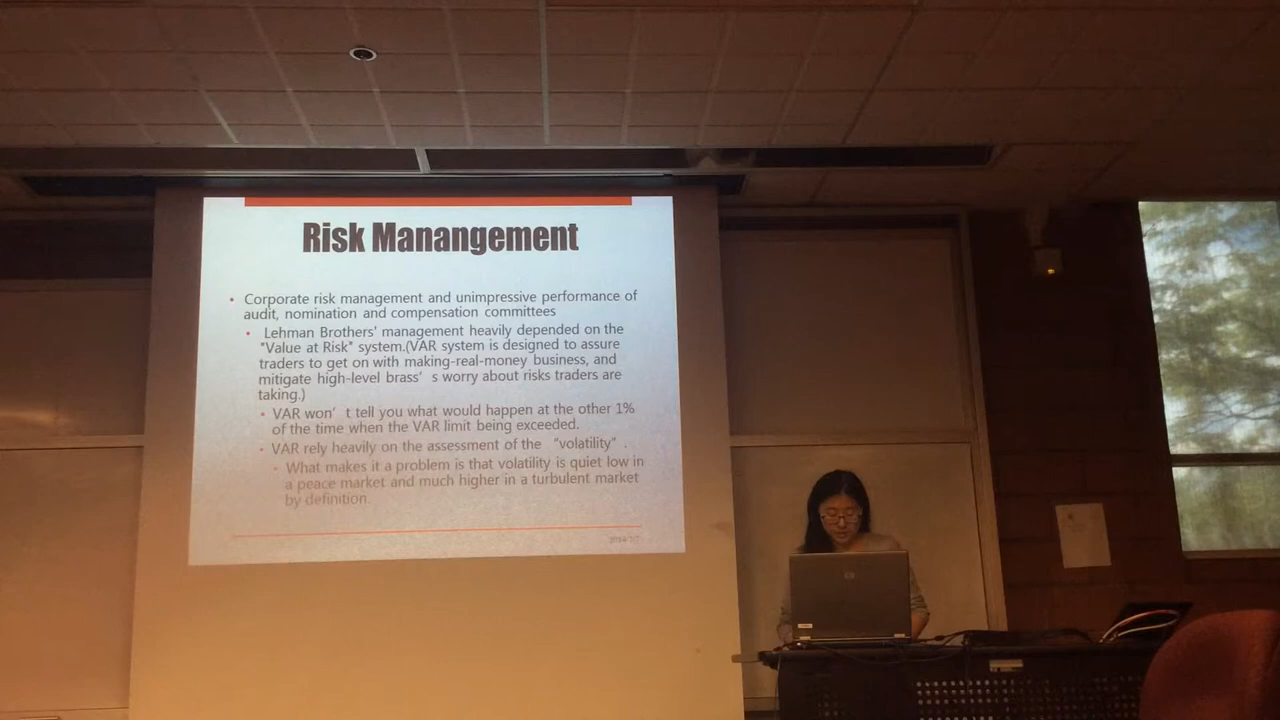 Risk Manangement
• Corporate risk management and unimpressive performance of
audit, nomination and compensation committees
• Lehman Brothers' management heavily depended on the
"Value at Risk" system.(VAR system is designed to assure
traders to get on with making-real-money business, and
mitigate high-level brass’ s worry about risks traders are
taking.)
• VAR won’ t tell you what would happen at the other 1%
of the time when the VAR limit being exceeded.
• VAR rely heavily on the assessment of the “volatility” .
• What makes it a problem is that volatility is quiet low in
a peace market and much higher in a turbulent market
by definition.